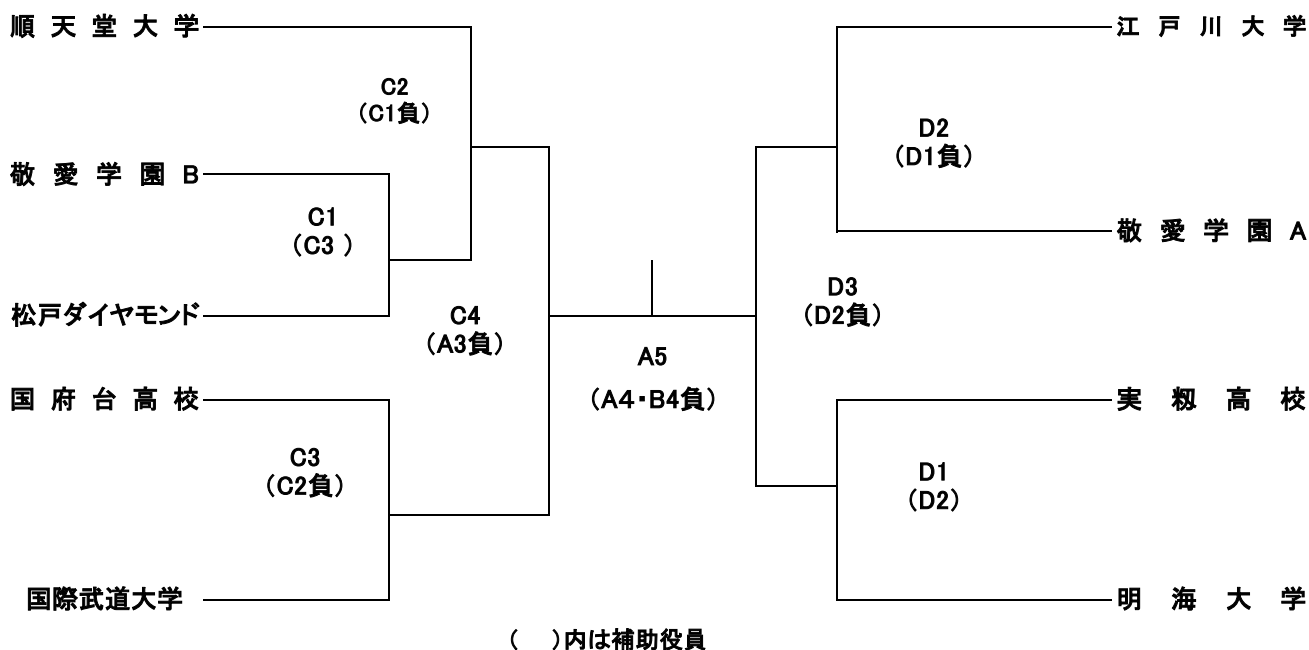 順天堂大学
江戸川大学
C2
（C1負）
D2
（D1負）
敬愛学園B
C1
（C3 ）
敬愛学園A
D3
（D2負）
松戸ダイヤモンド
C4
（A3負）
A5
（A4・B4負）
国府台高校
実籾高校
C3
（C2負）
D1
（D2）
国際武道大学
明海大学
（　）内は補助役員